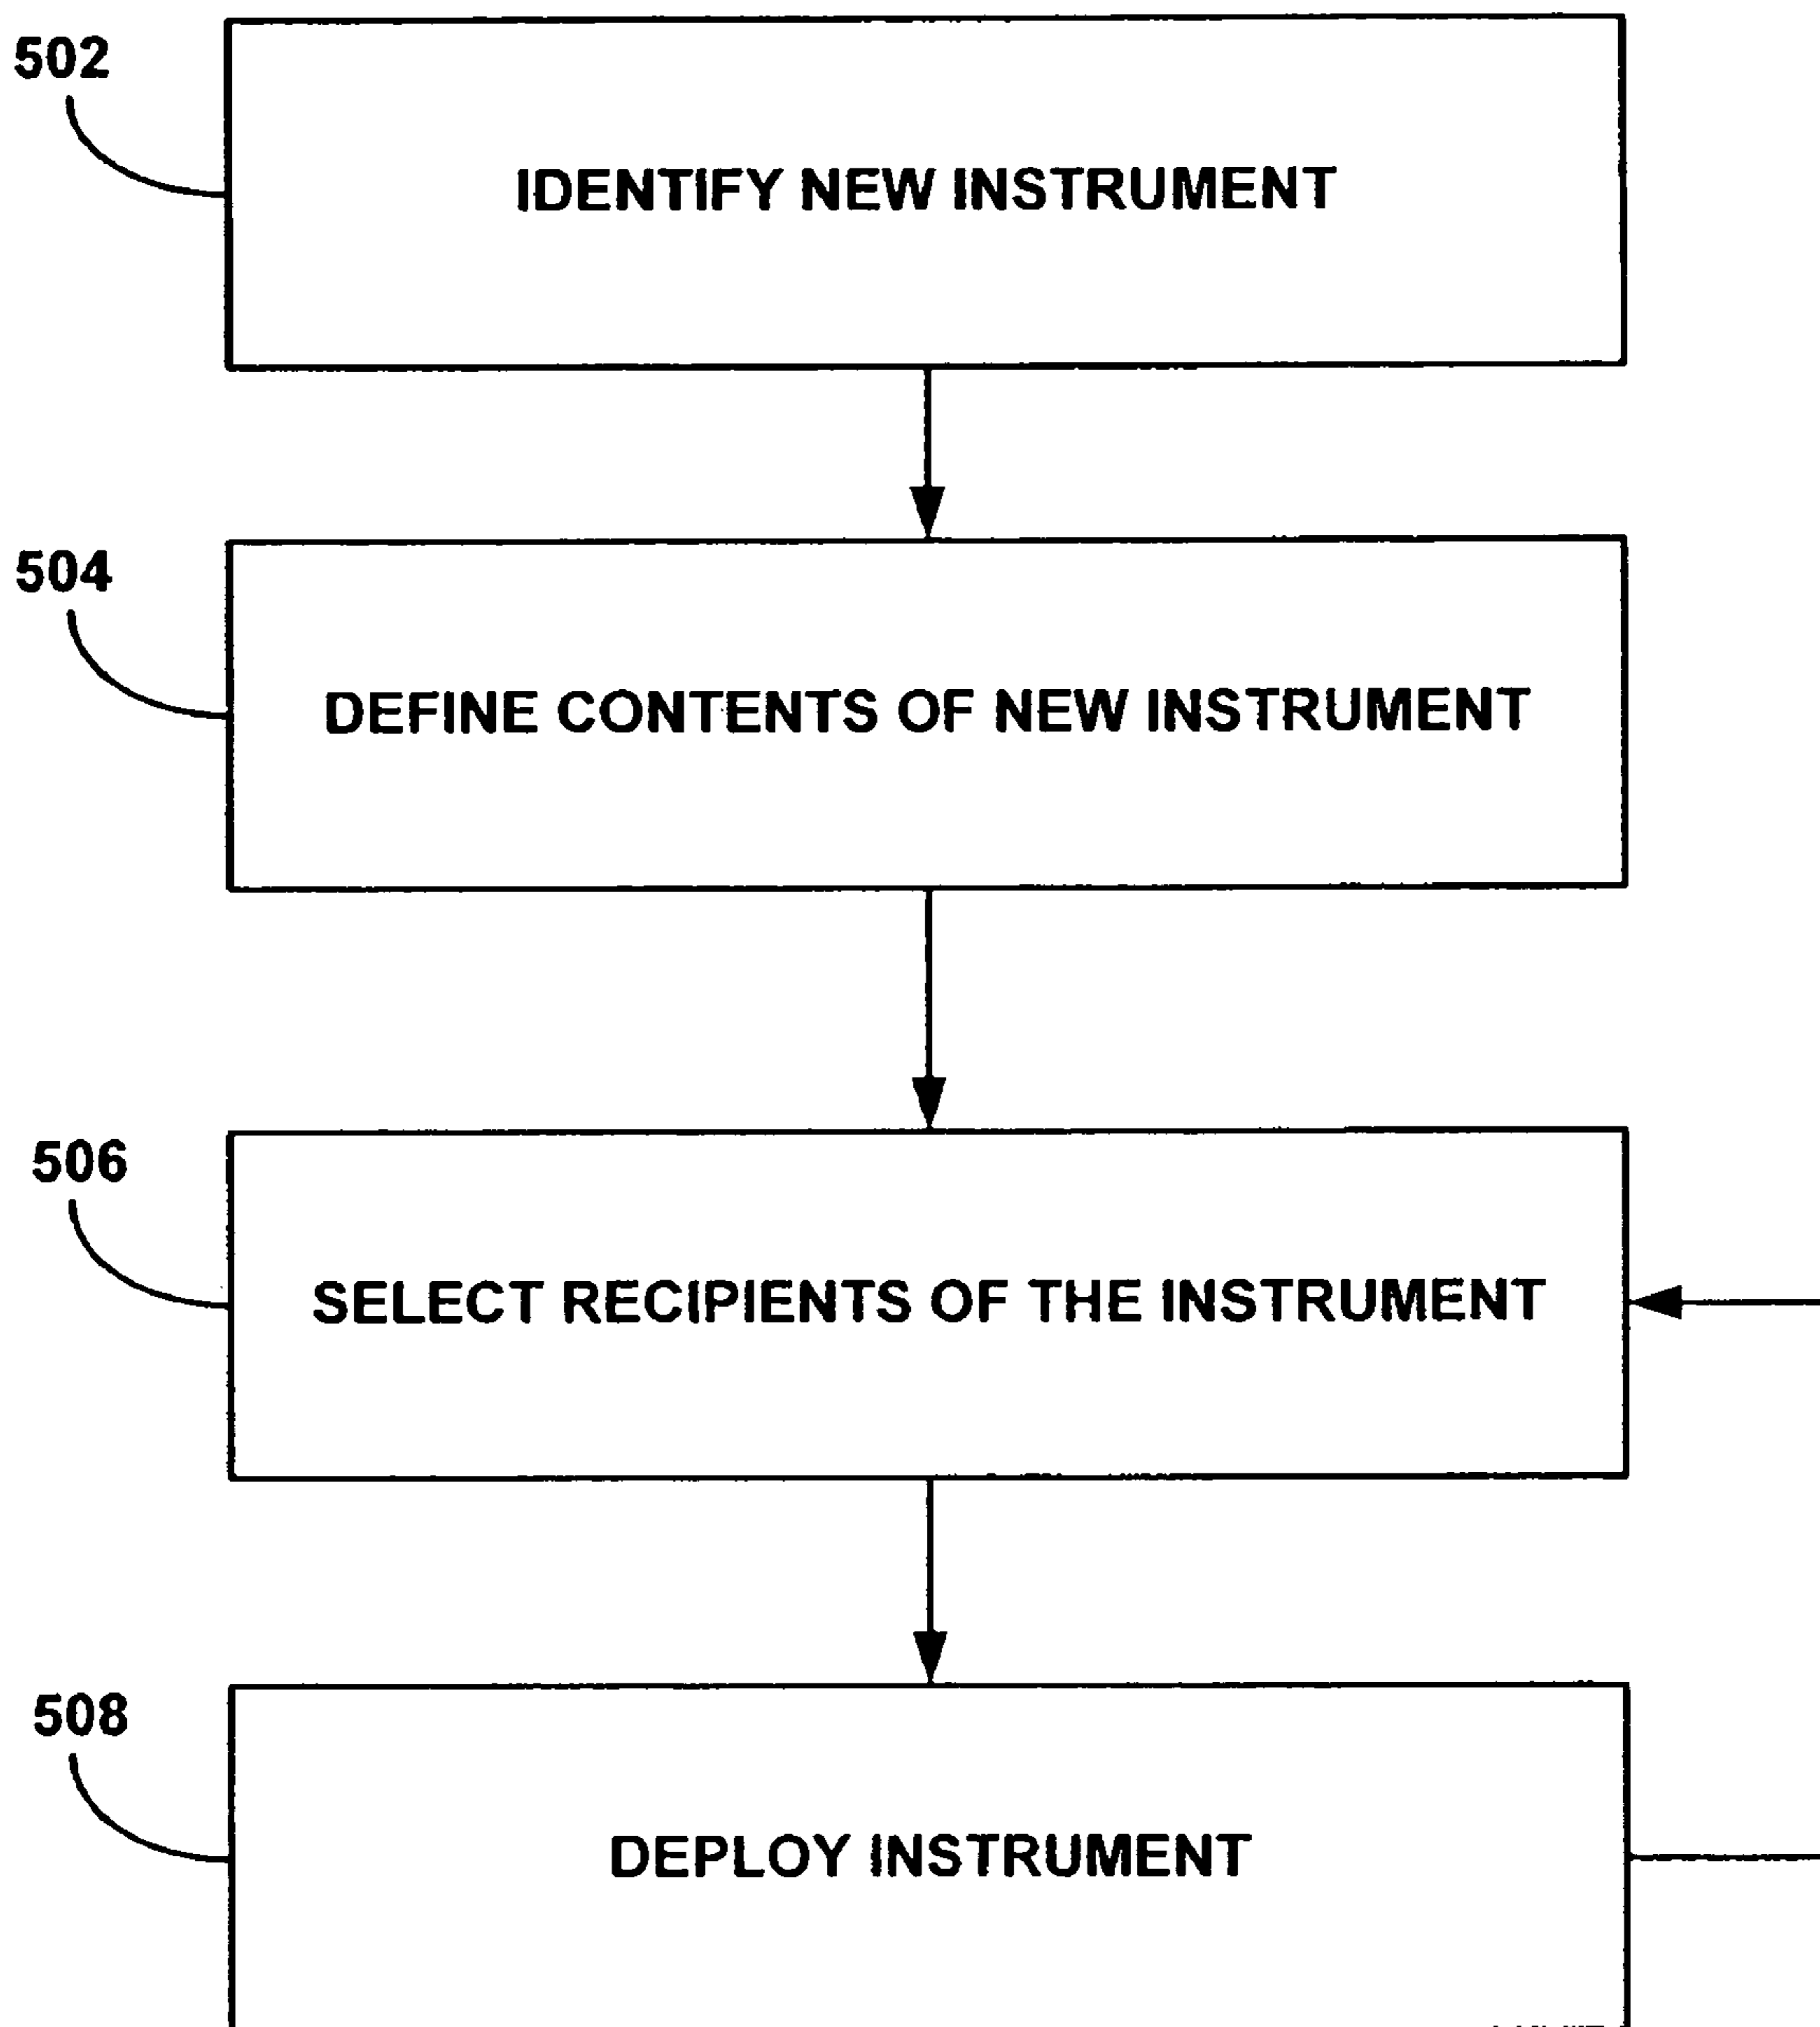 502
IDENTIFY NEW INSTRUMENT
504
DEFINE CONTENTS OF NEW INSTRUMENT
506
SELECT RECIPIENTS OF THE INSTRUMENT
508
DEPLOY INSTRUMENT